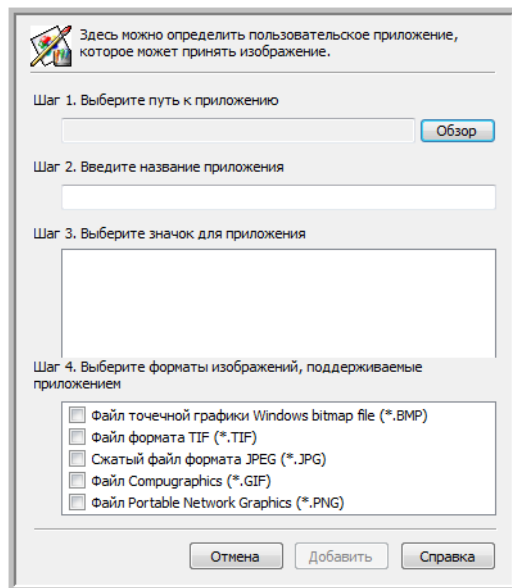 Здесь можно определить пользовательское приложение,
которое может принять изображение.
Шаг 1. Выберите путь к приложению
Обзор
Шаг 2. Введите название приложения
Шаг 3. Выберите значок для приложения
Шаг 4. Выберите форматы изображений, поддерживаемые
приложением
Файл точечной графики Windows bitmap file (*.BMP)
Файл формата TIF (*.TIF)
Сжатый файл формата JPEG (*.JPG)
Файл Compugraphics (*.GIF)
Файл Portable Network Graphics (*.PNG)
Отмена Добавить Справка